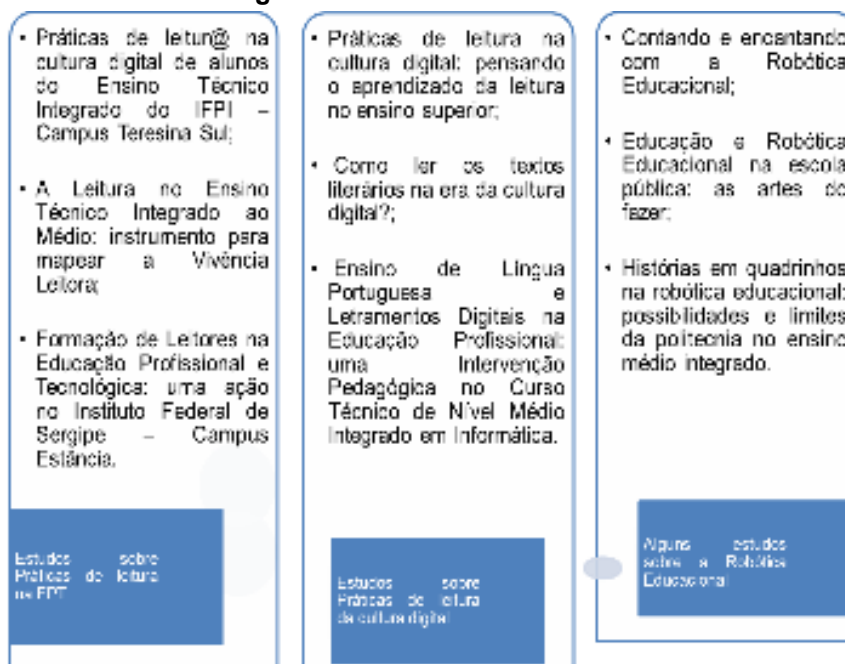 • Práticas de leitur@ na
cultura digital de alunos
do Ensino Técnico
Integrado do IFPI –
Campus Teresina Sul;
• A Leitura no Ensino
Técnico Integrado ao
Médio: instrumento para
mapear a Vivência
Leitora;
• Formação de Leitores na
Educação Profissional e
Tecnológica: uma ação
no Instituto Federal de
Sergipe – Campus
Estância.
Estudos sobre
Práticas de leitura
na EPT
• Práticas de leitura na
cultura digital: pensando
o aprendizado da leitura
no ensino superior;
• Como ler os textos
literários na era da cultura
digital?;
• Ensino de Língua
Portuguesa e
Letramentos Digitais na
Educação Profissional:
uma Intervenção
Pedagógica no Curso
Técnico de Nível Médio
Integrado em Informática.
Estudos sobre
Práticas de leitura
da cultura digital
• Contando e encantando
com a Robótica
Educacional;
• Educação e Robótica
Educacional na escola
pública: as artes do
fazer;
• Histórias em quadrinhos
na robótica educacional:
possibilidades e limites
da politecnia no ensino
médio integrado.
Alguns estudos
sobre a Robótica
Educacional